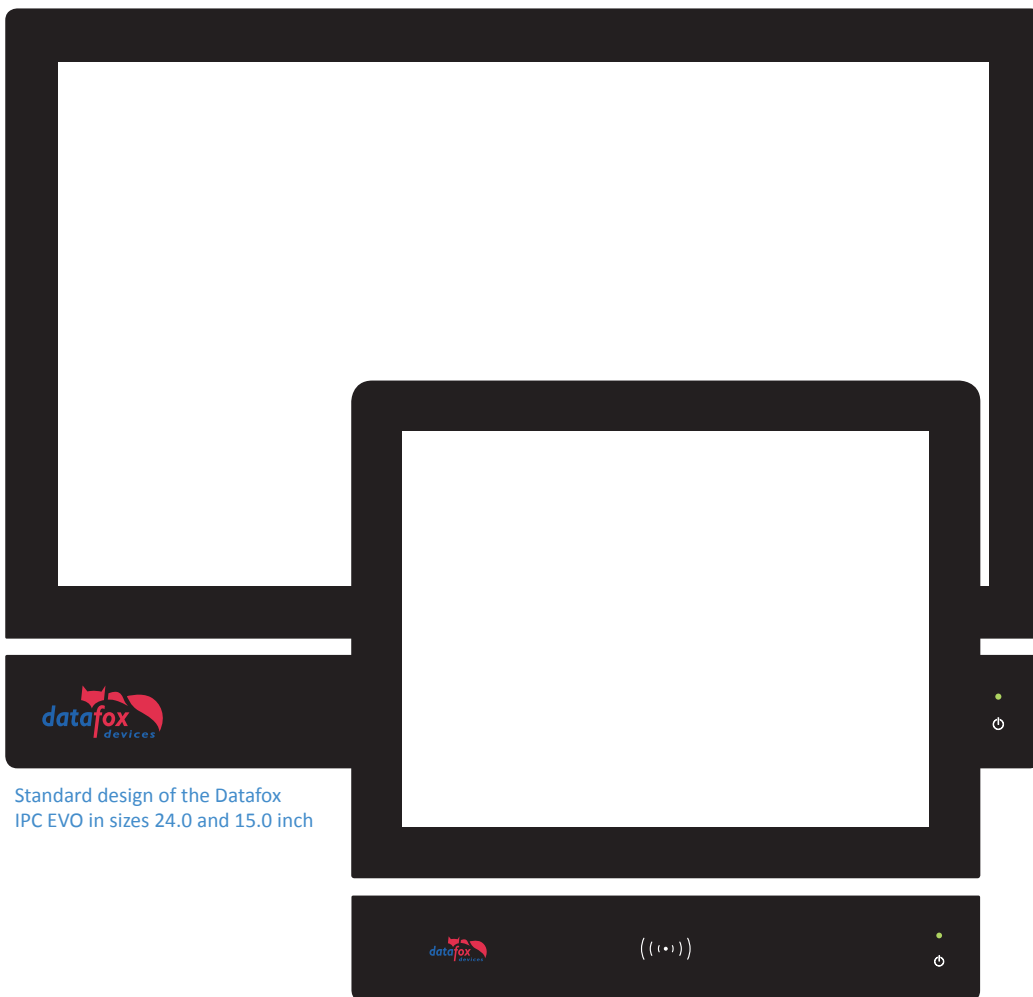 datafox
devices
Standard design of the Datafox
IPC EVO in sizes 24.0 and 15.0 inch
datafox
devices